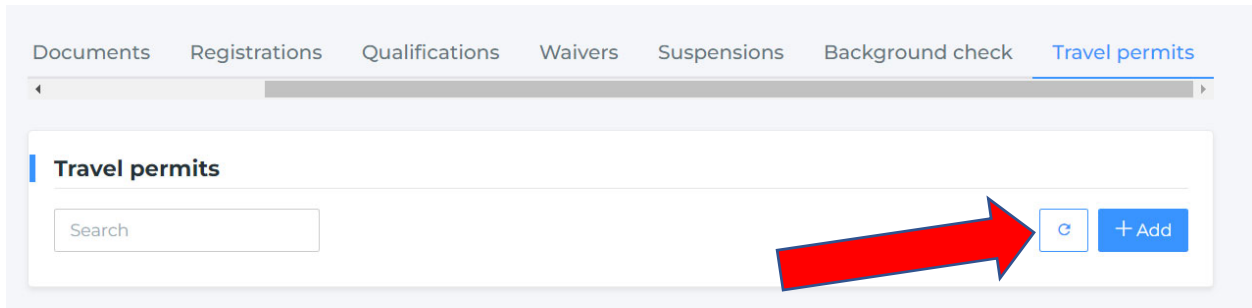 Documents Registrations Qualifications Waivers Suspensions Background check Travel permits
Travel permits
Search +Add